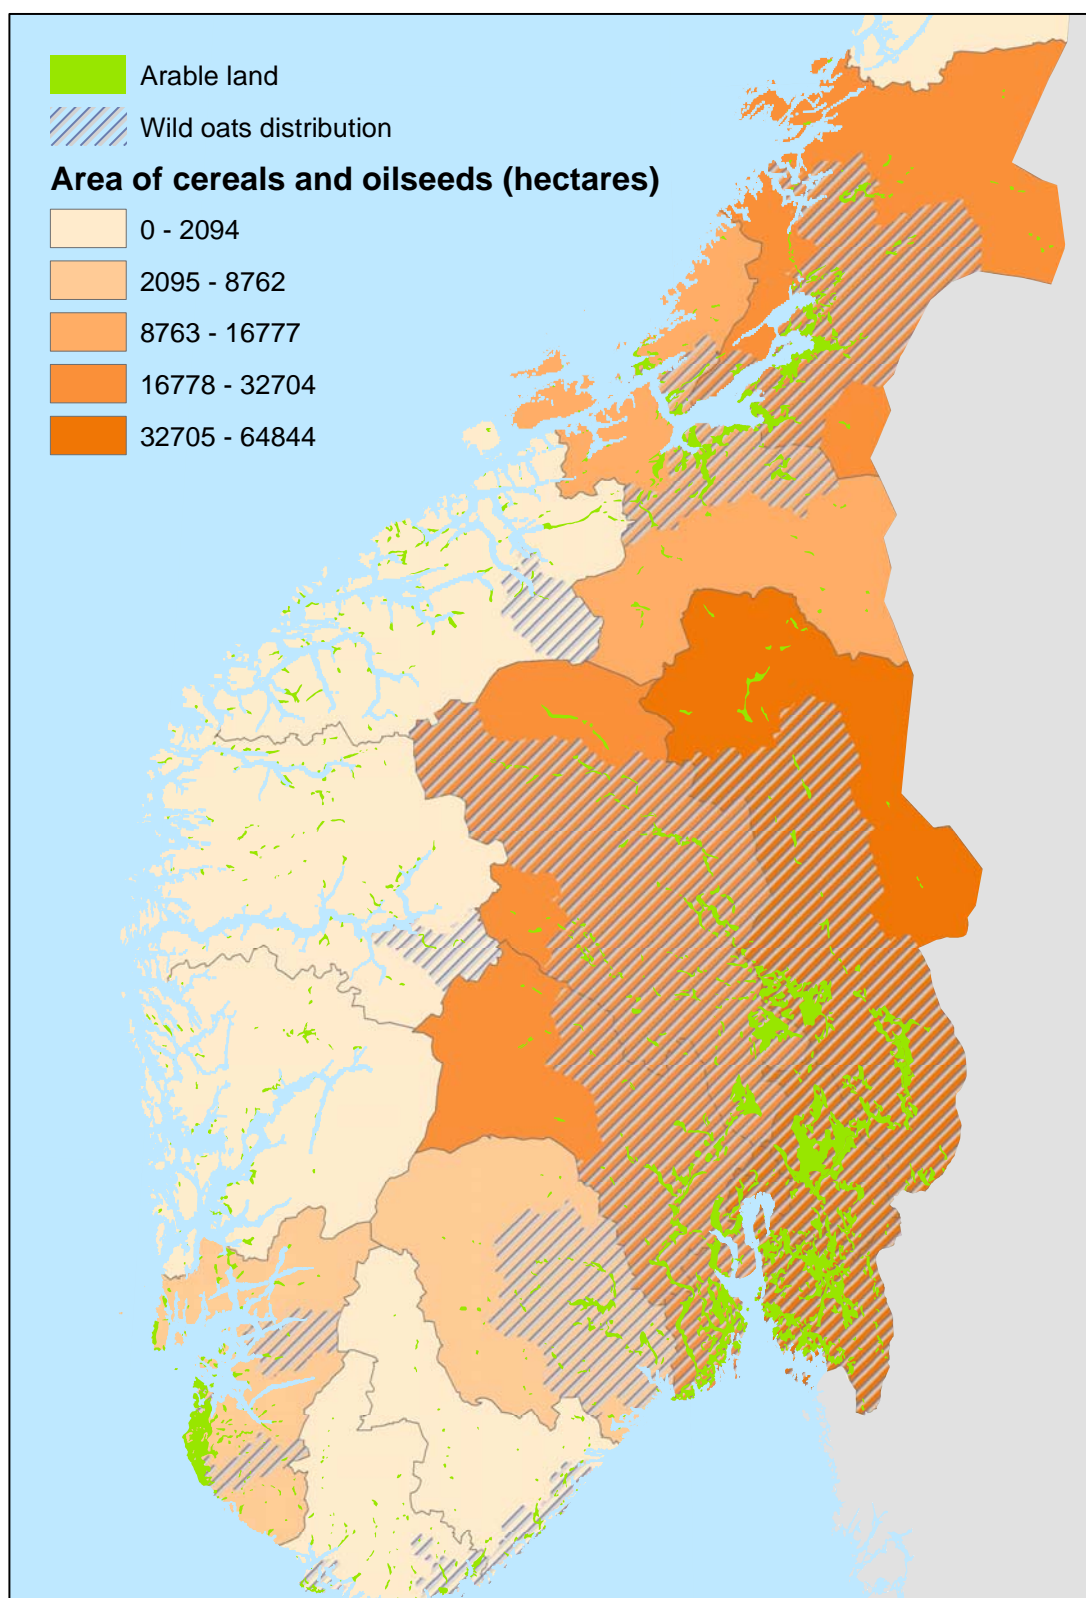 Arable land
Wild oats distribution
Area of cereals and oilseeds (hectares)
0 - 2094
2095 - 8762
8763 - 16777
16778 - 32704
32705 - 64844